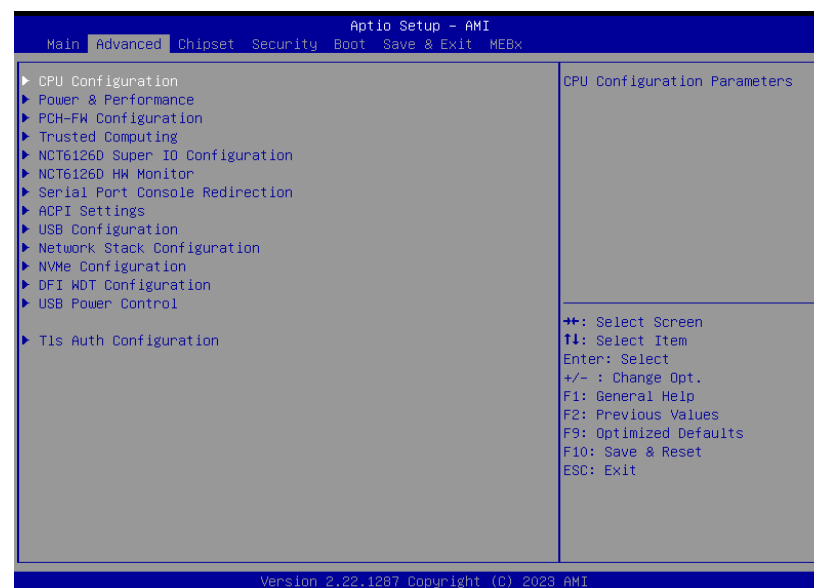 Aptio Setup – AMI
Main Advanced Chipset Security Boot Save & Exit MEBx
▶ CPU Configuration
▶ Power & Performance
▶ PCH-FW Configuration
▶ Trusted Computing
▶ NCT6126D Super IO Configuration
▶ NCT6126D HW Monitor
▶ Serial Port Console Redirection
▶ ACPI Settings
▶ USB Configuration
▶ Network Stack Configuration
▶ NVMe Configuration
▶ DFI WDT Configuration
▶ USB Power Control
▶ Tls Auth Configuration
CPU Configuration Parameters
→←: Select Screen
↑↓: Select Item
Enter: Select
+/- : Change Opt.
F1: General Help
F2: Previous Values
F9: Optimized Defaults
F10: Save & Reset
ESC: Exit
Version 2.22.1287 Copyright (C) 2023 AMI